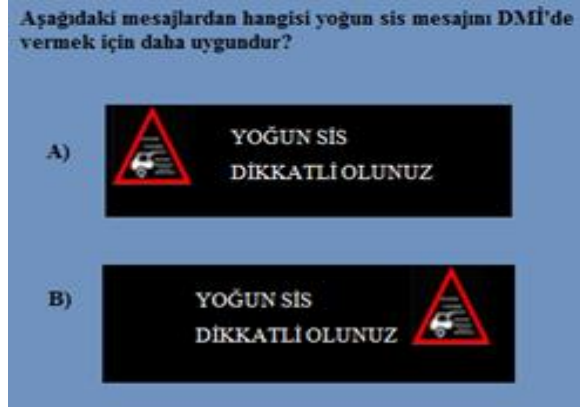 Aşağıdaki mesajlardan hangisi yoğun sis mesajını DMİ'de
vermek için daha uygundur?
A)
YOĞUN SİS
DİKKATLİ OLUNUZ
B)
YOĞUN SİS
DİKKATLİ OLUNUZ